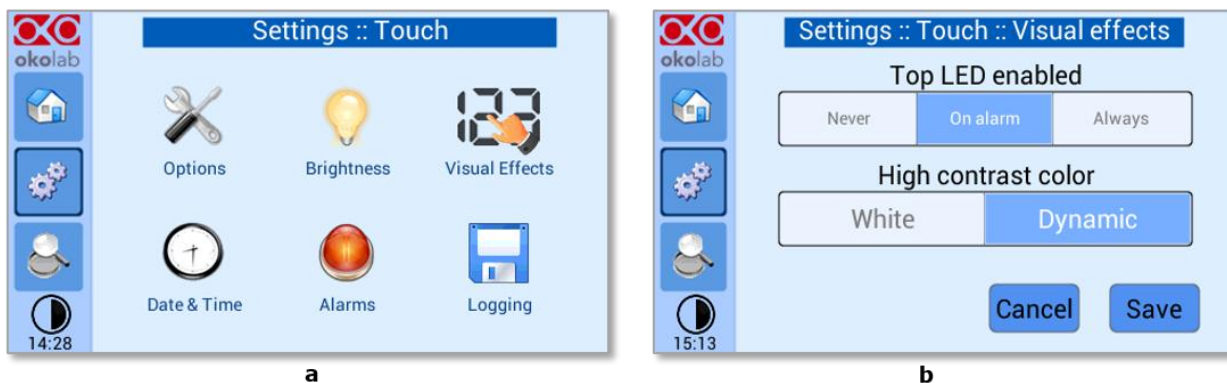 Settings :: Touch
okolab
123
Options
Brightness
Visual Effects
Date & Time
Alarms
Logging
14:28
a
Settings :: Touch :: Visual effects
okolab
Top LED enabled
Never
On alarm
Always
High contrast color
White
Dynamic
Cancel
Save
15:13
b